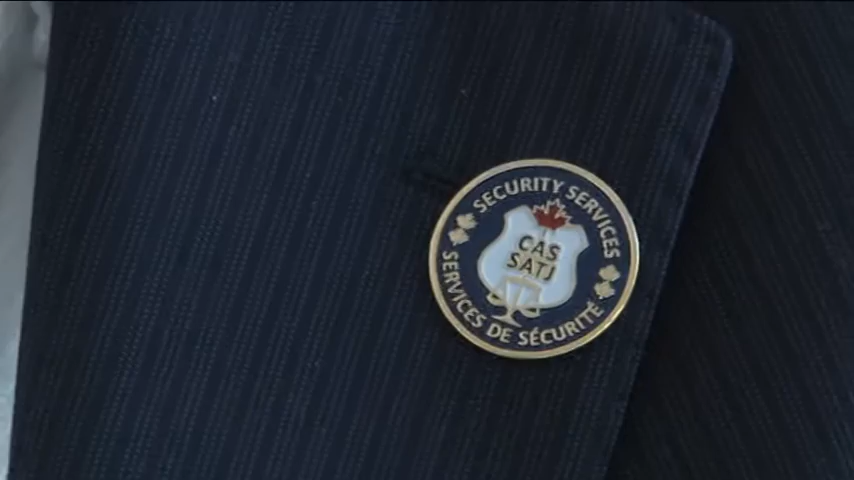 SECURITY SERVICES
CAS
SATJ
SERVICES DE SÉCURITÉ